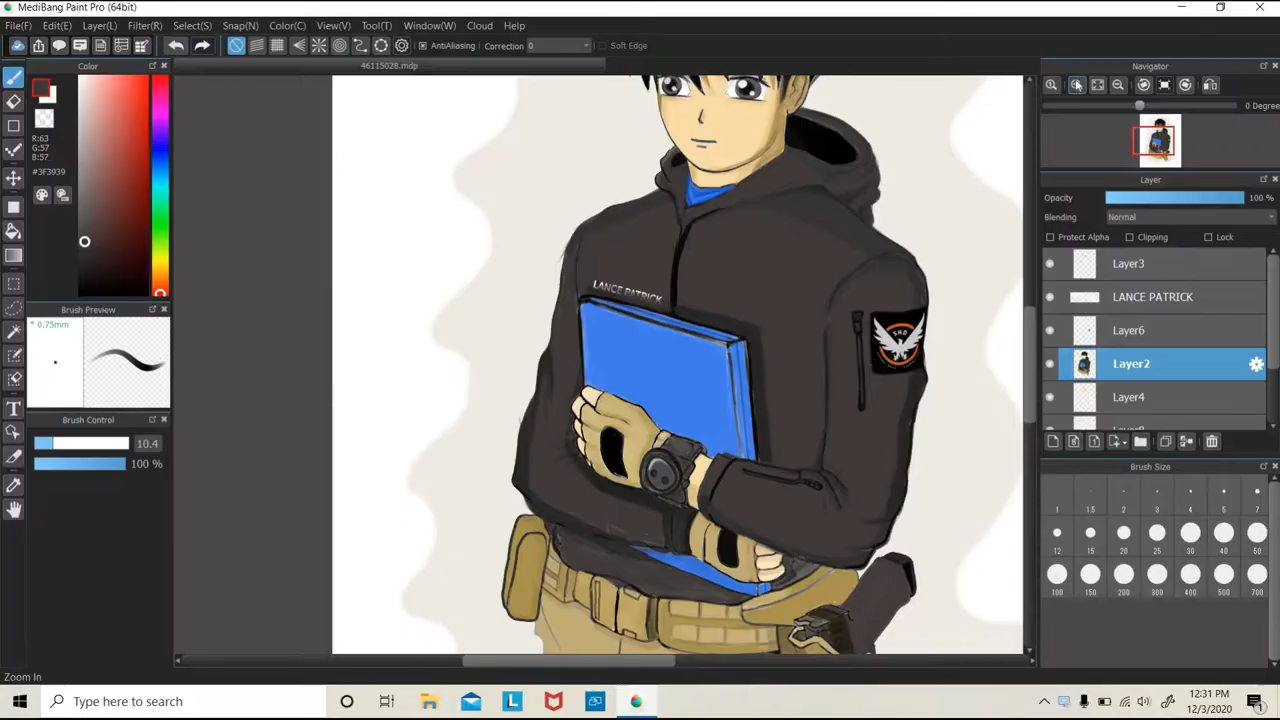 MediBang Paint Pro (64bit)
File(F) Edit(E) Layer(L) Filter(R) Select(S) Snap(N) Color(C) View(V) Tool(T) Window(W) Cloud Help
AntiAliasing Correction 0 Soft Edge
46115028.mdp
Color
R:63
G:57
B:57
#3F3939
Brush Preview
* 0.75mm
Brush Control
10.4
100 %
T
LANCE PATRICK
SHD
Navigator
0 Degree
Layer
Opacity 100 %
Blending Normal
Protect Alpha Clipping Lock
Layer3
LANCE PATRICK
Layer6
Layer2
Layer4
Brush Size
1 1.5 2 3 4 5 7
12 15 20 25 30 40 50
100 150 200 300 400 500 700
Zoom In
Type here to search
L
12:31 PM
12/3/2020